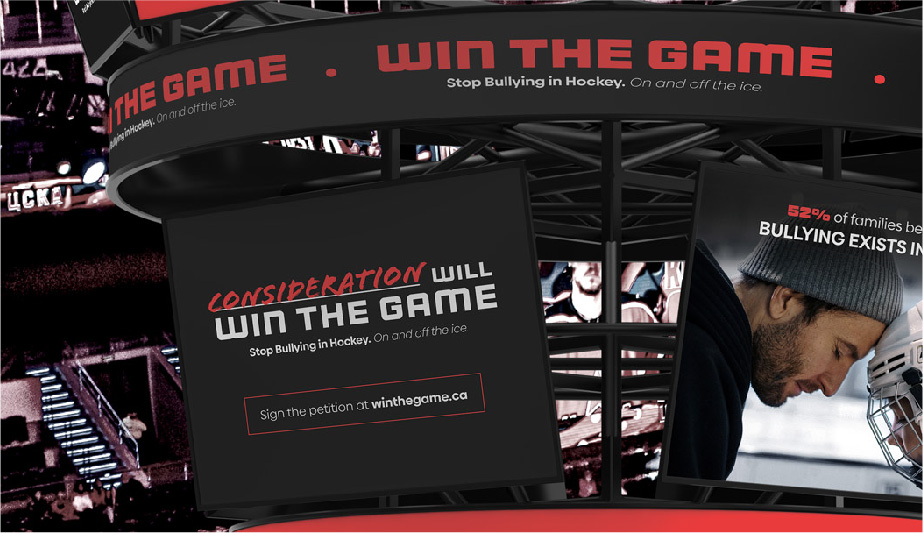 THE GAME • WIN THE GAME •
Bullying in Hockey. On and off the ice.
Stop Bullying in Hockey. On and off the ice.
424
CONSIDERATION WILL
WIN THE GAME
Stop Bullying in Hockey. On and off the ice
Sign the petition at winthegame.ca
52% of families be
BULLYING EXISTS IN